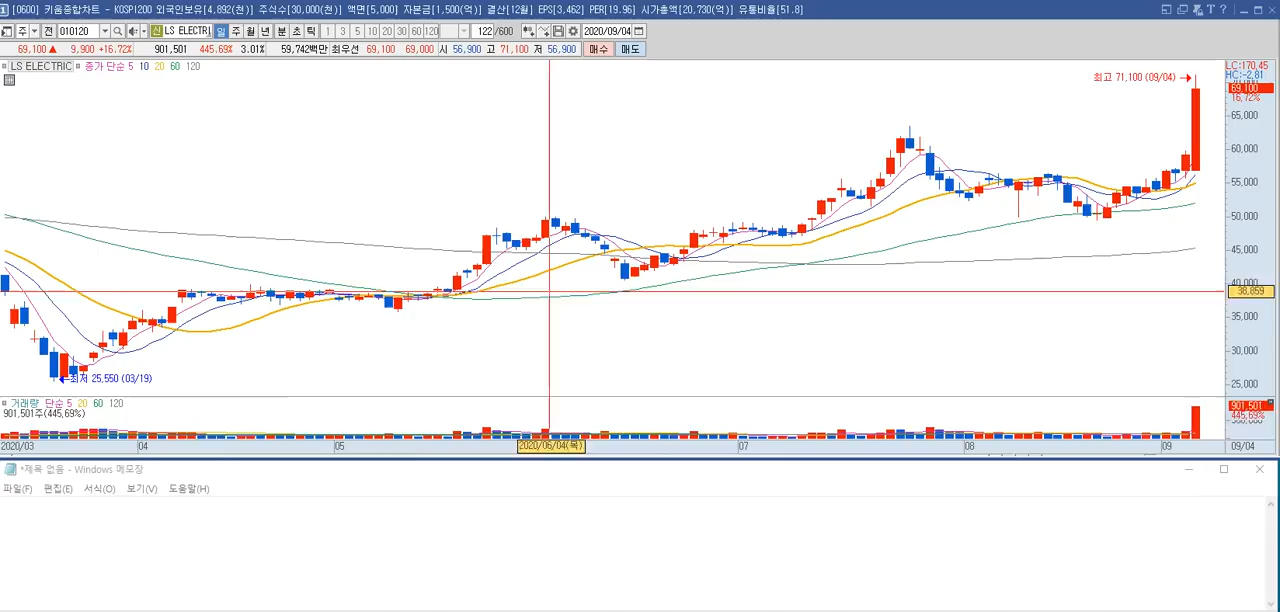 [0600] 키움종합차트 - KOSPI200 외국인보유[4,892(천)] 주식수[30,000(천)] 액면[5,000] 자본금[1,500(억)] 결산[12월] EPS[3,462] PER[19.96] 시가총액[20,730(억)] 유통비율[51.8]
주 전 010120 신 LS ELECTRI 일 주 월 년 분 초 틱 1 3 5 10 20 30 60 120 122 /600 2020/09/04
69,100 ▲ 9,900 +16.72% 901,501 445.69% 3.01% 59,742백만 최우선 69,100 69,000 시 56,900 고 71,100 저 56,900 매수 매도
LS ELECTRIC 종가 단순 5 10 20 60 120
LC:170.45
HC:-2.81
최고 71,100 (09/04)
69,100
16.72%
65,000
60,000
55,000
50,000
45,000
40,000
38,859
35,000
30,000
최저 25,550 (03/19)
25,000
거래량 단순 5 20 60 120
901,501주(445.69%)
901,501
445.69%
2020/03 04 05 2020/06/04(목) 07 08 09 09/04
*제목 없음 - Windows 메모장
파일(F) 편집(E) 서식(O) 보기(V) 도움말(H)